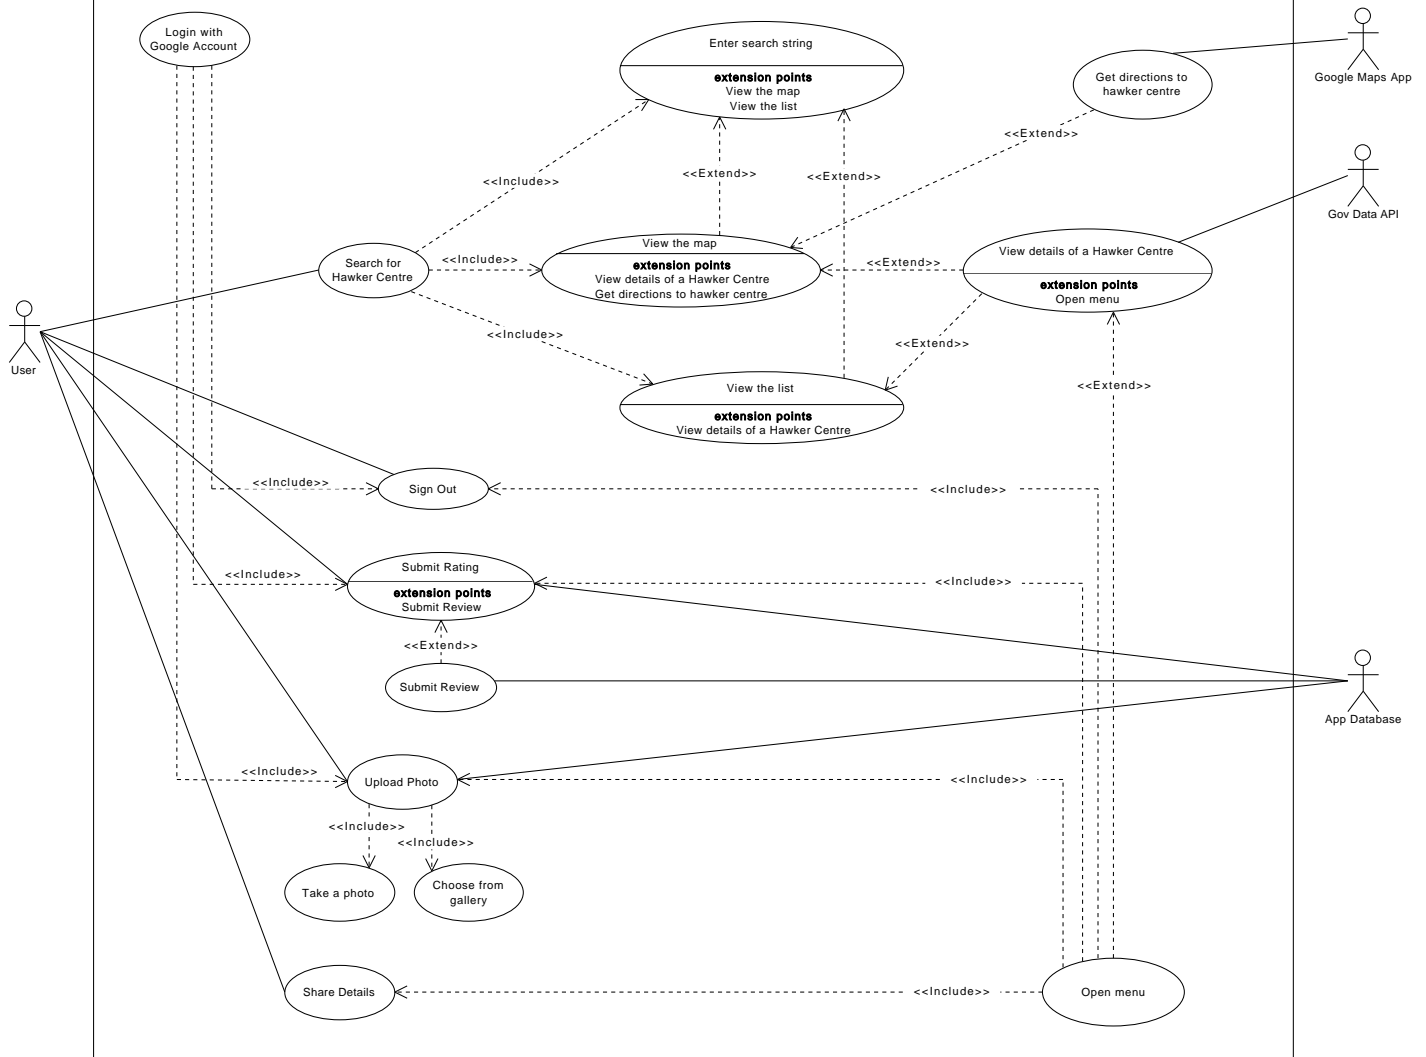 Login with
Google Account
Enter search string
extension points
View the map
View the list
Get directions to
hawker centre
Google Maps App
<<Extend>>
<<Extend>>
<<Extend>>
<<Include>>
Gov Data API
View the map
extension points
View details of a Hawker Centre
Get directions to hawker centre
Search for
Hawker Centre
<<Include>>
<<Extend>>
View details of a Hawker Centre
extension points
Open menu
<<Include>>
<<Extend>>
User
View the list
extension points
View details of a Hawker Centre
<<Extend>>
<<Include>>
Sign Out
<<Include>>
Submit Rating
extension points
Submit Review
<<Include>>
<<Include>>
<<Extend>>
Submit Review
App Database
<<Include>>
Upload Photo
<<Include>>
<<Include>>
<<Include>>
Take a photo
Choose from
gallery
Share Details
<<Include>>
Open menu